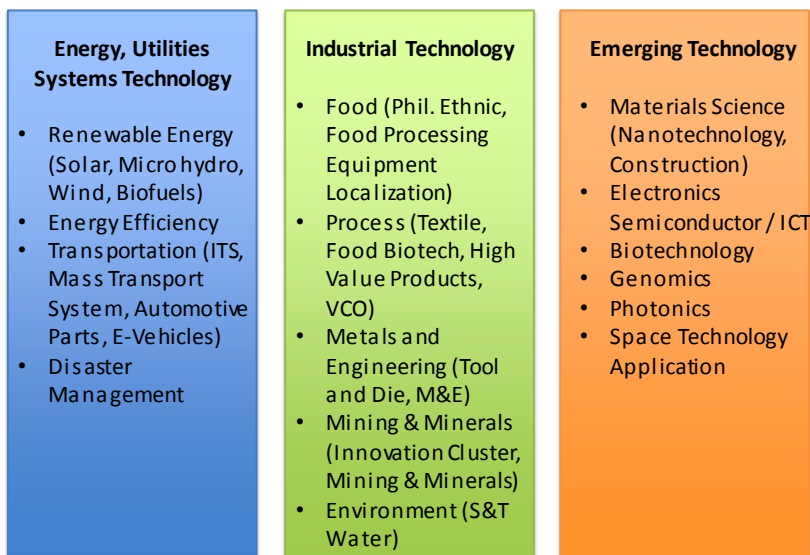 Energy, Utilities
Systems Technology
• Renewable Energy
(Solar, Micro hydro,
Wind, Biofuels)
• Energy Efficiency
• Transportation (ITS,
Mass Transport
System, Automotive
Parts, E-Vehicles)
• Disaster
Management
Industrial Technology
• Food (Phil. Ethnic,
Food Processing
Equipment
Localization)
• Process (Textile,
Food Biotech, High
Value Products,
VCO)
• Metals and
Engineering (Tool
and Die, M&E)
• Mining & Minerals
(Innovation Cluster,
Mining & Minerals)
• Environment (S&T
Water)
Emerging Technology
• Materials Science
(Nanotechnology,
Construction)
• Electronics
Semiconductor / ICT
• Biotechnology
• Genomics
• Photonics
• Space Technology
Application